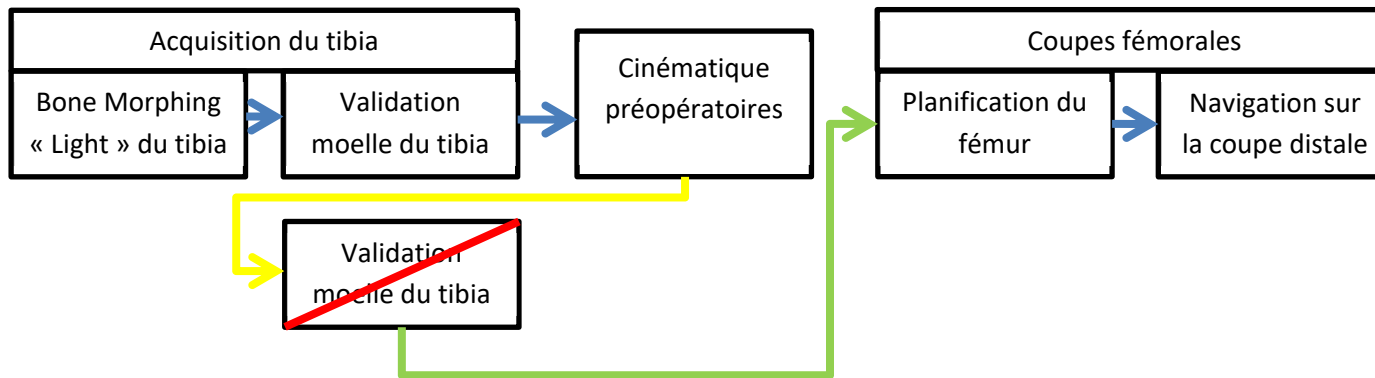 Acquisition du tibia
Bone Morphing
« Light » du tibia
Validation
moelle du tibia
Cinématique
préopératoires
Coupes fémorales
Planification du
fémur
Navigation sur
la coupe distale
Validation
moelle du tibia